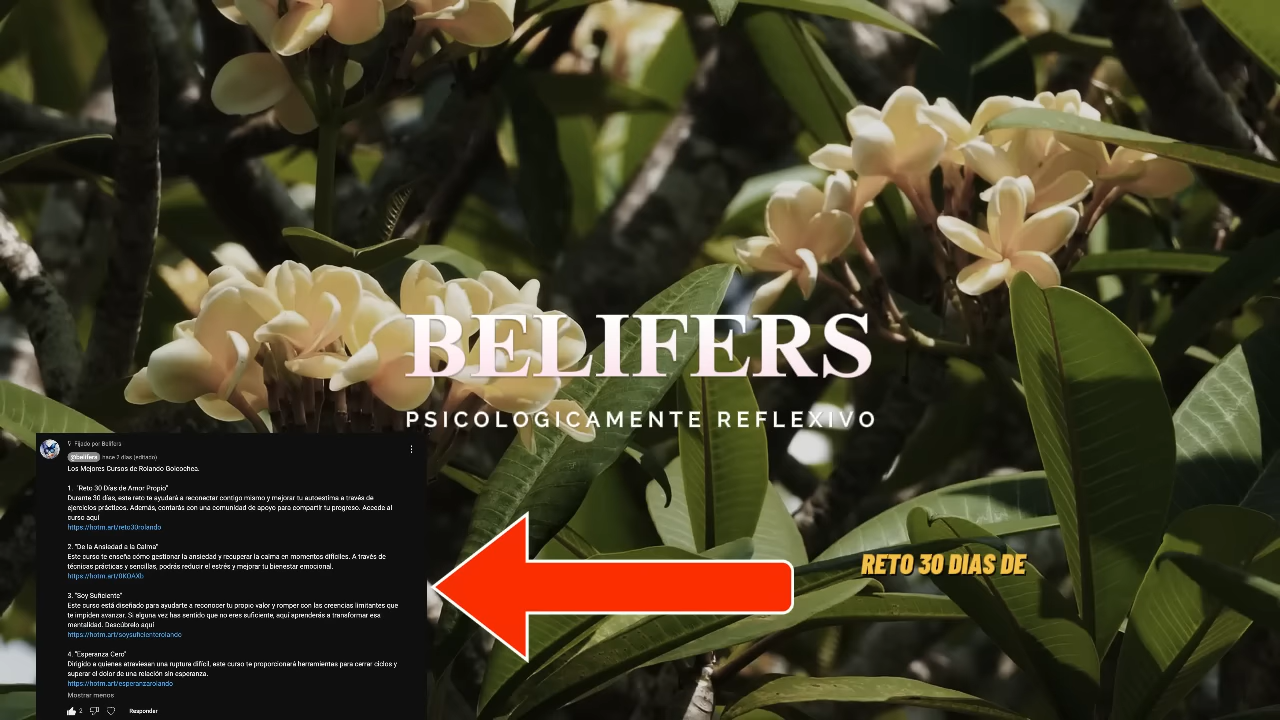 BELIFERS
PSICOLOGICAMENTE REFLEXIVO
Fijado por Belifers
@belifers hace 2 días (editado)
Los Mejores Cursos de Rolando Goicochea.
1. "Reto 30 Días de Amor Propio"
Durante 30 días, este reto te ayudará a reconectar contigo mismo y mejorar tu autoestima a través de
ejercicios prácticos. Además, contarás con una comunidad de apoyo para compartir tu progreso. Accede al
curso aquí
https://hotm.art/reto30rolando
2. "De la Ansiedad a la Calma"
Este curso te enseña cómo gestionar la ansiedad y recuperar la calma en momentos difíciles. A través de
técnicas prácticas y sencillas, podrás reducir el estrés y mejorar tu bienestar emocional.
https://hotm.art/0KOAXb
3. "Soy Suficiente"
Este curso está diseñado para ayudarte a reconocer tu propio valor y romper con las creencias limitantes que
te impiden avanzar. Si alguna vez has sentido que no eres suficiente, aquí aprenderás a transformar esa
mentalidad. Descúbrelo aquí
https://hotm.art/soysuficienterolando
4. "Esperanza Cero"
Dirigido a quienes atraviesan una ruptura difícil, este curso te proporcionará herramientas para cerrar ciclos y
superar el dolor de una relación sin esperanza.
https://hotm.art/esperanzarolando
Mostrar menos
2 Responder
RETO 30 DIAS DE